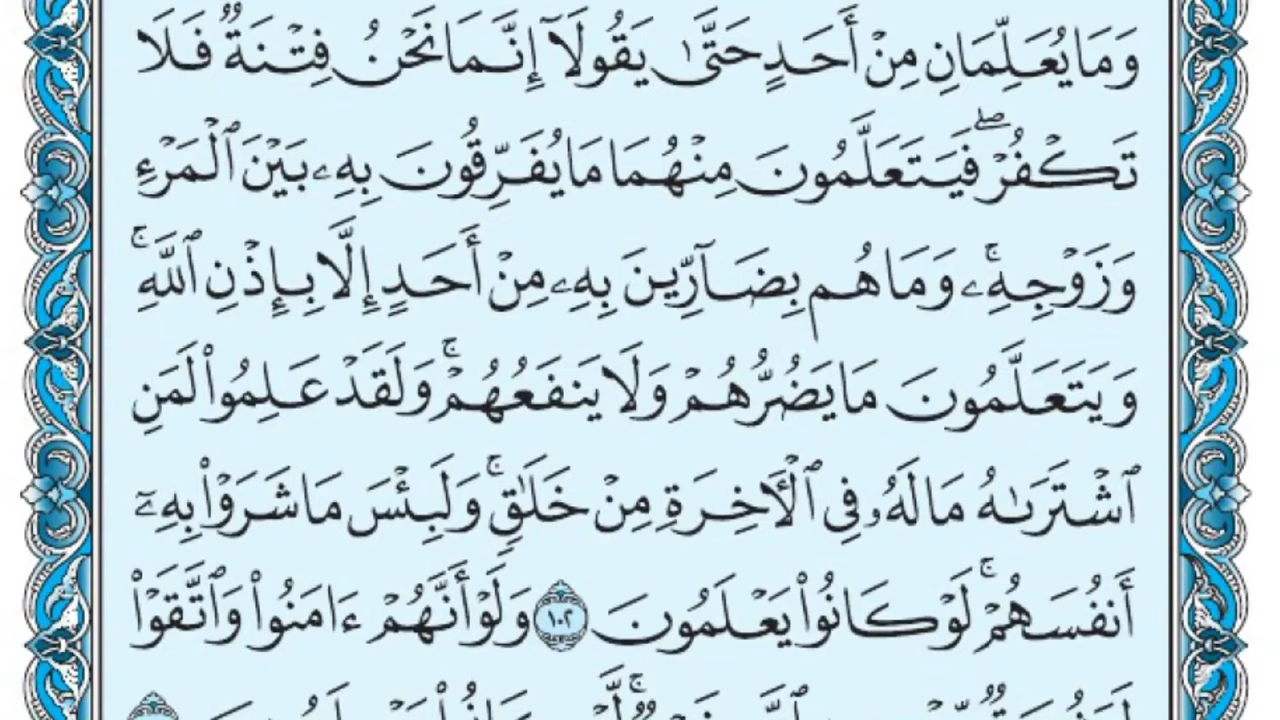 وَمَا يُعَلِّمَانِ مِنْ أَحَدٍ حَتَّىٰ يَقُولَآ إِنَّمَا نَحْنُ فِتْنَةٌ فَلَا
تَكْفُرْ ۖ فَيَتَعَلَّمُونَ مِنْهُمَا مَا يُفَرِّقُونَ بِهِۦ بَيْنَ ٱلْمَرْءِ
وَزَوْجِهِۦ ۚ وَمَا هُم بِضَآرِّينَ بِهِۦ مِنْ أَحَدٍ إِلَّا بِإِذْنِ ٱللَّهِ ۚ
وَيَتَعَلَّمُونَ مَا يَضُرُّهُمْ وَلَا يَنفَعُهُمْ ۚ وَلَقَدْ عَلِمُوا۟ لَمَنِ
ٱشْتَرَىٰهُ مَا لَهُۥ فِى ٱلْـَٔاخِرَةِ مِنْ خَلَـٰقٍ ۚ وَلَبِئْسَ مَا شَرَوْا۟ بِهِۦٓ
أَنفُسَهُمْ ۚ لَوْ كَانُوا۟ يَعْلَمُونَ ١٠٢ وَلَوْ أَنَّهُمْ ءَامَنُوا۟ وَٱتَّقَوْا۟